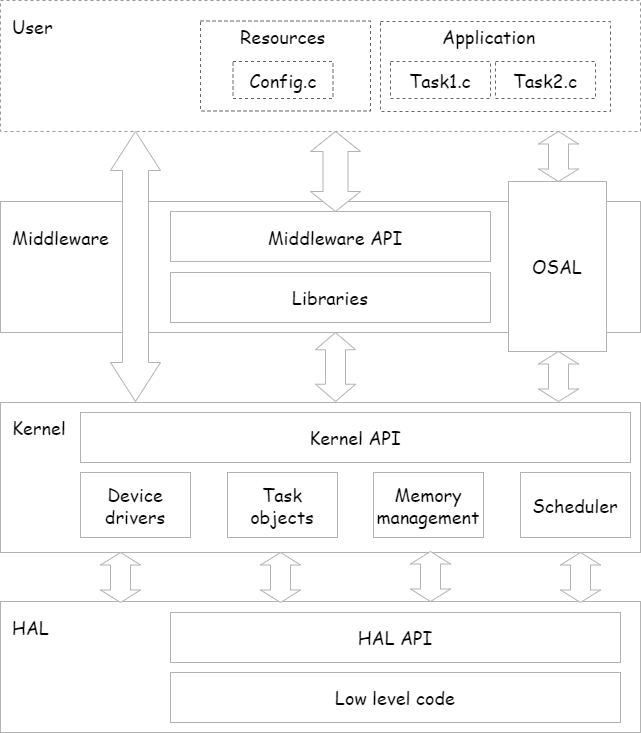 User
Resources
Config.c
Application
Task1.c
Task2.c
Middleware
Middleware API
Libraries
OSAL
Kernel
Kernel API
Device
drivers
Task
objects
Memory
management
Scheduler
HAL
HAL API
Low level code